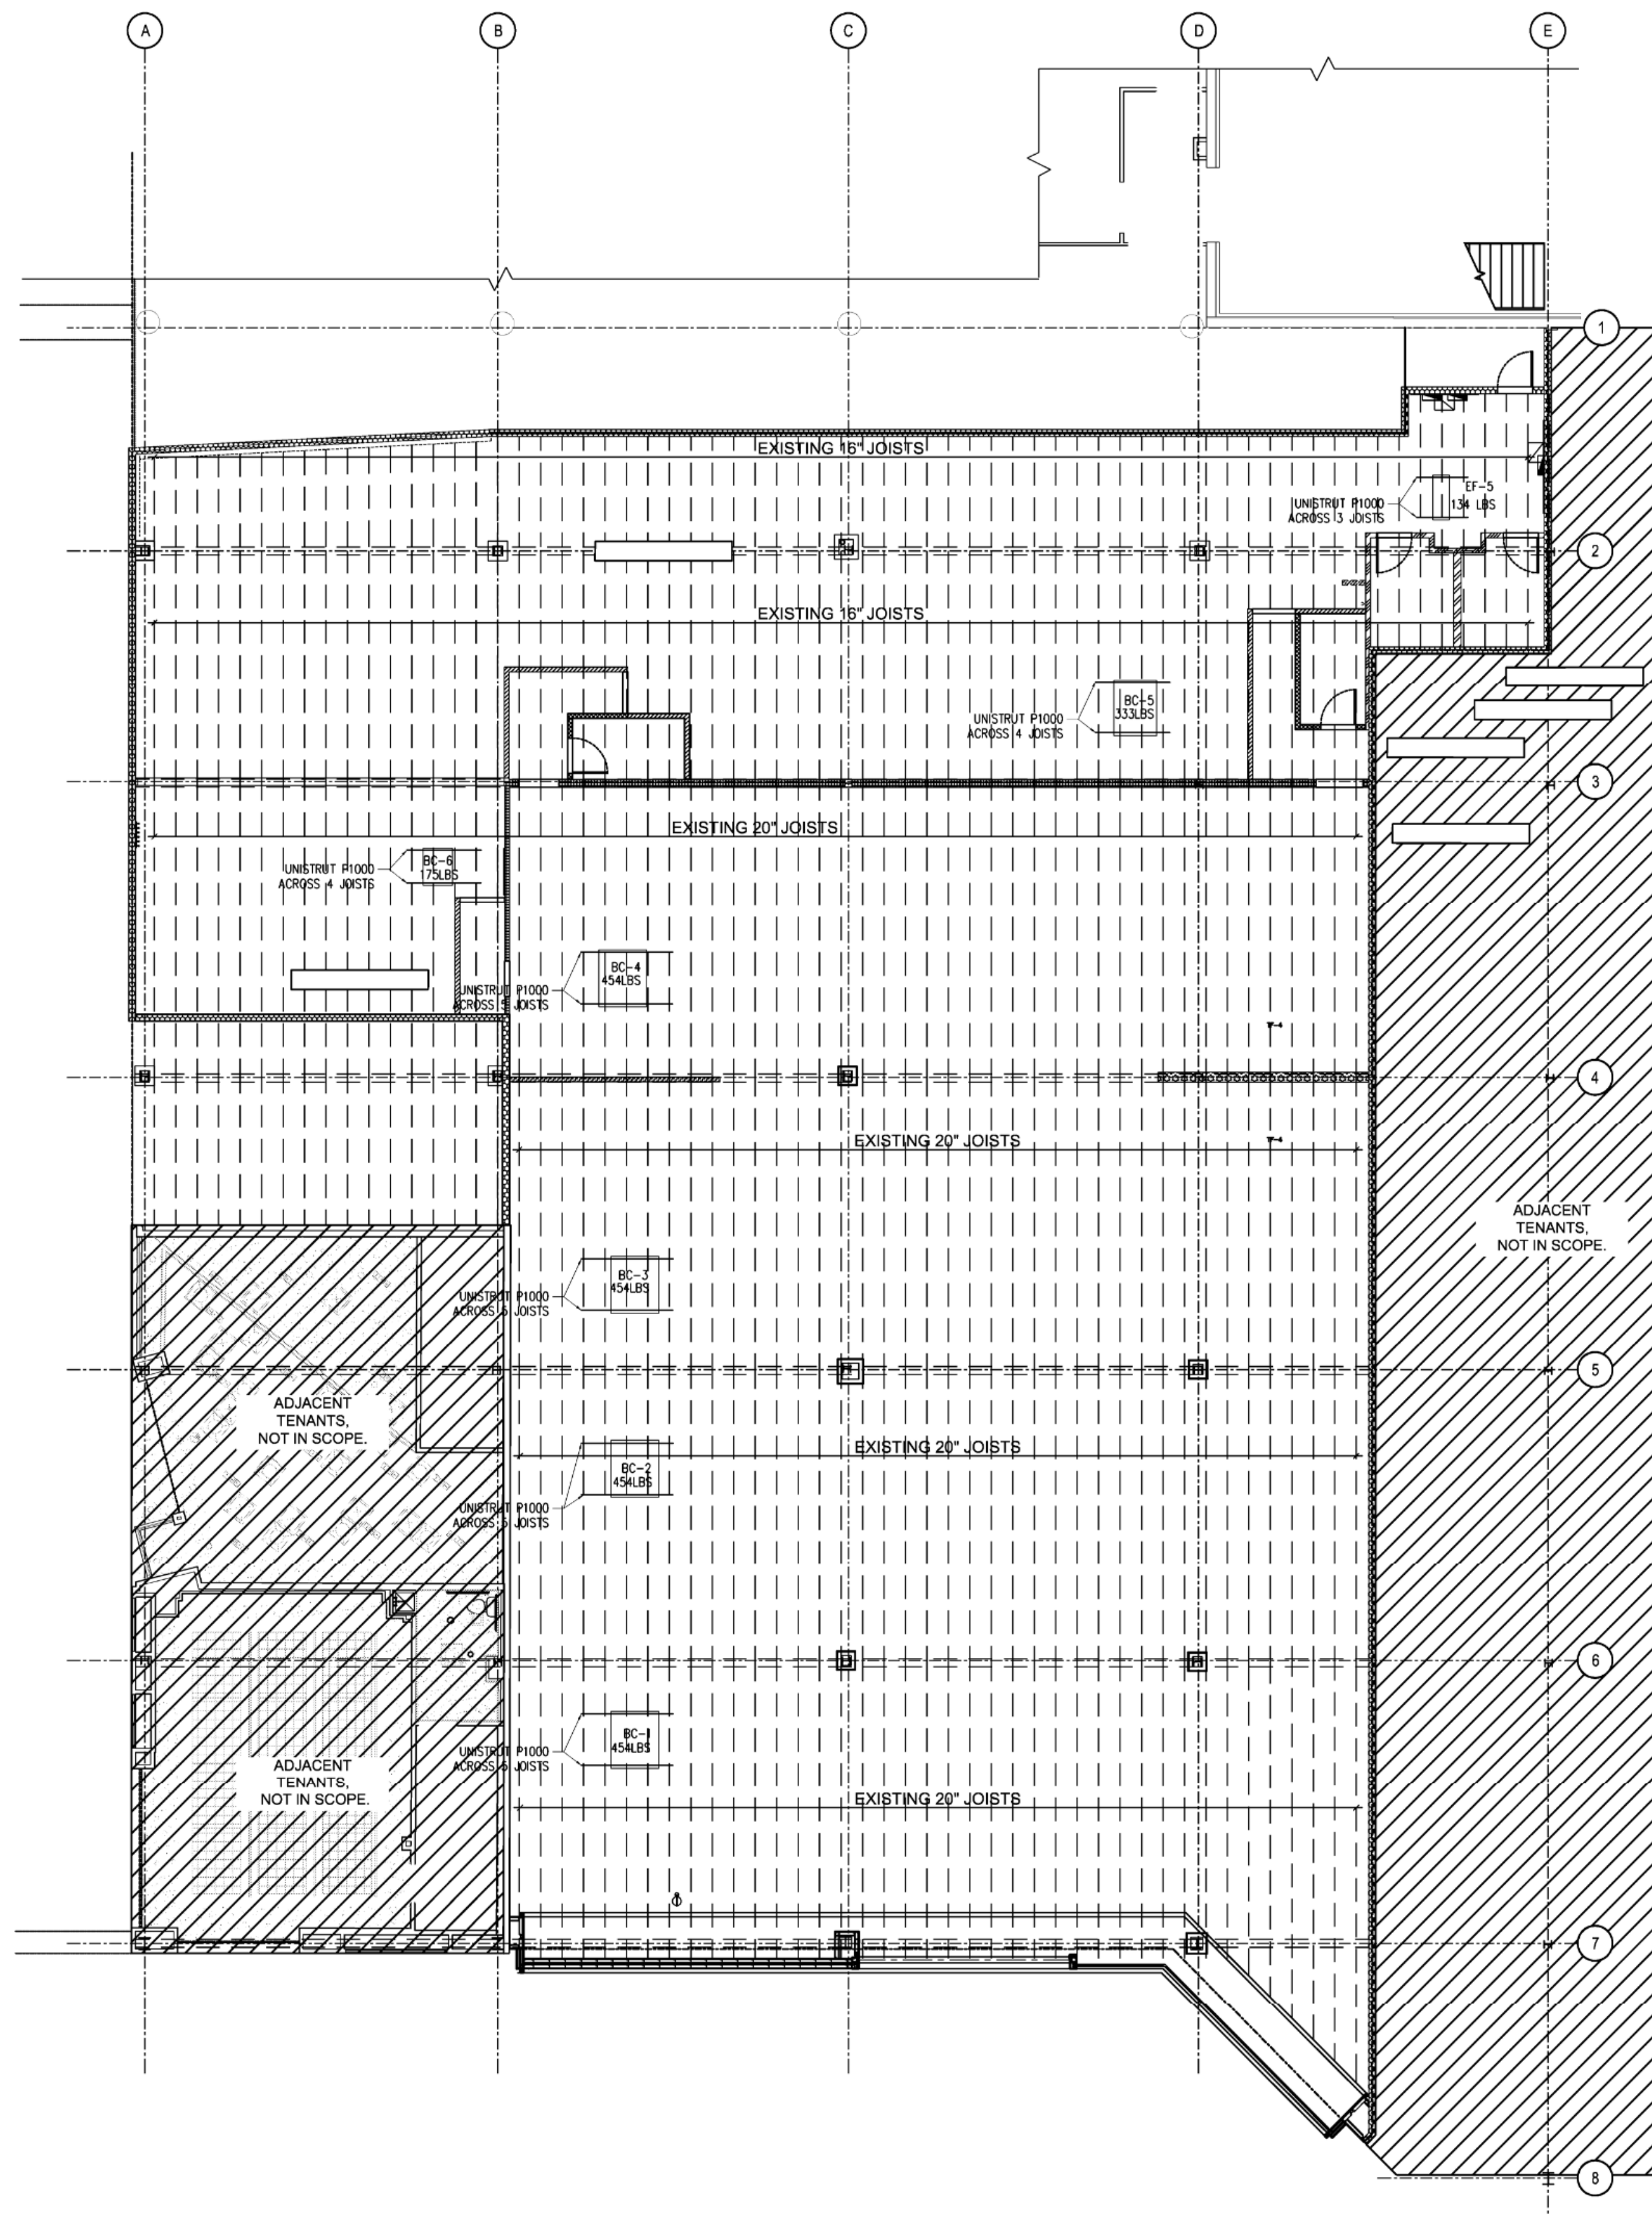 A
B
C
D
E
1
EXISTING 16" JOISTS
EF-5
134 LBS
UNISTRUT P1000
ACROSS 3 JOISTS
2
EXISTING 16" JOISTS
BC-5
333LBS
UNISTRUT P1000
ACROSS 4 JOISTS
3
EXISTING 20" JOISTS
BC-6
175LBS
UNISTRUT P1000
ACROSS 4 JOISTS
BC-4
454LBS
UNISTRUT P1000
ACROSS JOISTS
4
EXISTING 20" JOISTS
ADJACENT
TENANTS,
NOT IN SCOPE.
BC-3
454LBS
UNISTRUT P1000
ACROSS JOISTS
5
ADJACENT
TENANTS,
NOT IN SCOPE.
EXISTING 20" JOISTS
BC-2
454LBS
UNISTRUT P1000
ACROSS JOISTS
6
BC-1
454LBS
UNISTRUT P1000
ACROSS JOISTS
ADJACENT
TENANTS,
NOT IN SCOPE.
EXISTING 20" JOISTS
7
8